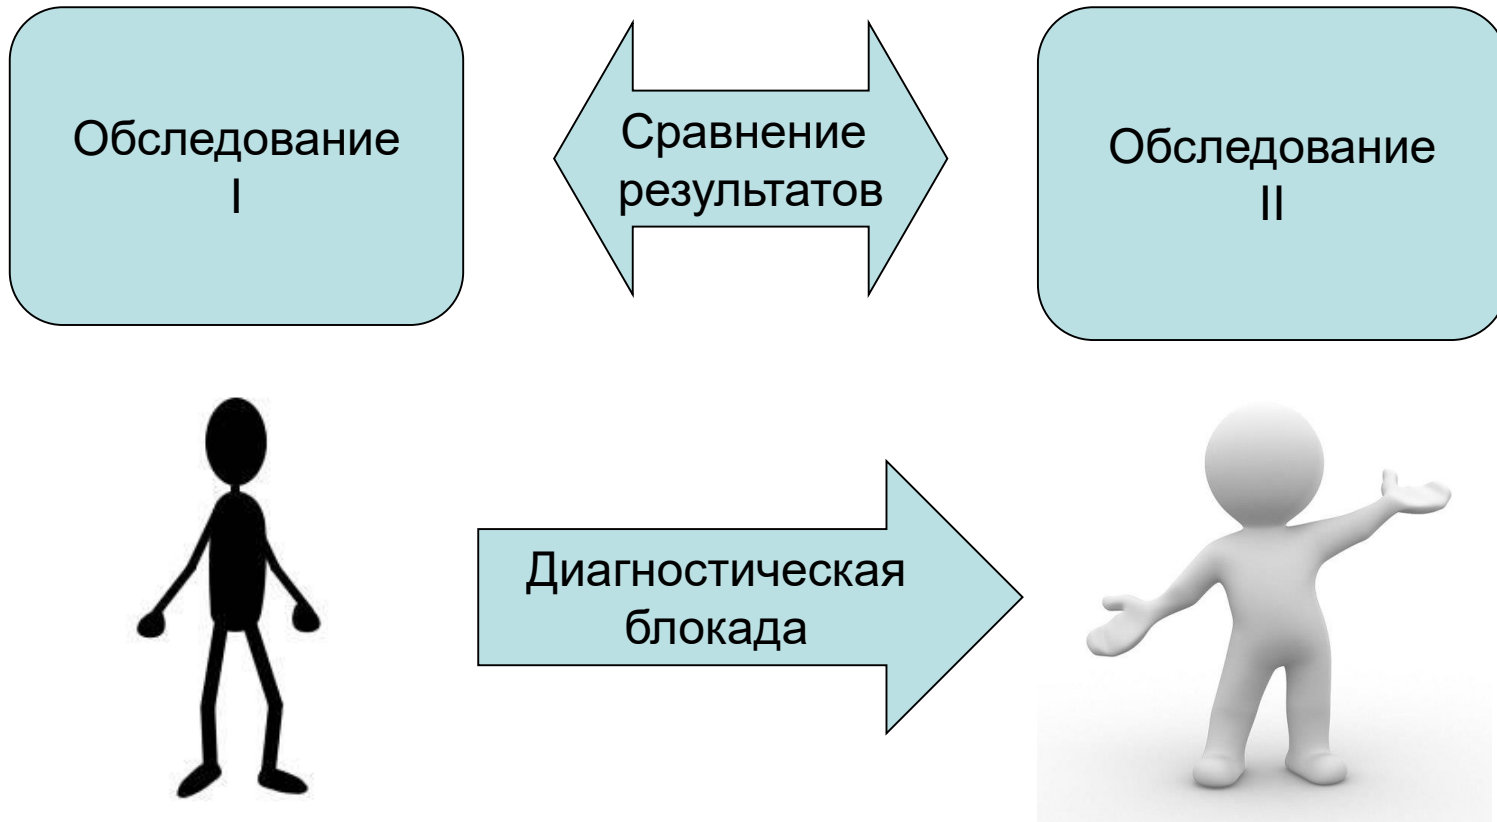 Обследование
I
Сравнение
результатов
Обследование
II
Диагностическая
блокада